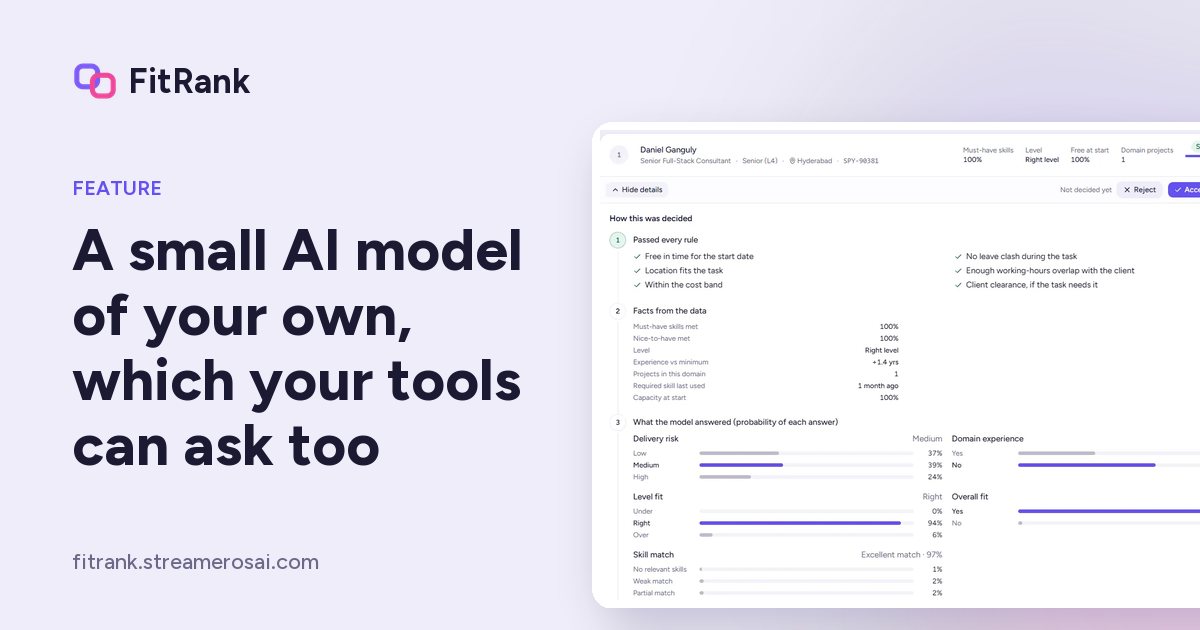 FitRank
FEATURE
A small AI model
of your own,
which your tools
can ask too
fitrank.streamerosai.com
1
Daniel Ganguly
Senior Full-Stack Consultant · Senior (L4) · Hyderabad · SPY-90381
Must-have skills
100%
Level
Right level
Free at start
100%
Domain projects
1
Hide details
Not decided yet
Reject
How this was decided
1
Passed every rule
Free in time for the start date
Location fits the task
Within the cost band
No leave clash during the task
Enough working-hours overlap with the client
Client clearance, if the task needs it
2
Facts from the data
Must-have skills met 100%
Nice-to-have met 100%
Level Right level
Experience vs minimum +1.4 yrs
Projects in this domain 1
Required skill last used 1 month ago
Capacity at start 100%
3
What the model answered (probability of each answer)
Delivery risk Medium
Low 37%
Medium 39%
High 24%
Domain experience
Yes
No
Level fit Right
Under 0%
Right 94%
Over 6%
Overall fit
Yes
No
Skill match Excellent match · 97%
No relevant skills 1%
Weak match 2%
Partial match 2%